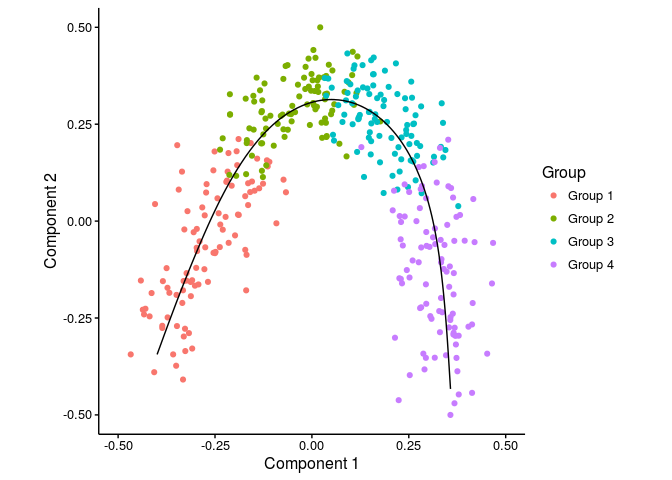 0.50
0.25
0.00
-0.25
-0.50
Component 2
-0.50 -0.25 0.00 0.25 0.50
Component 1
Group
Group 1
Group 2
Group 3
Group 4